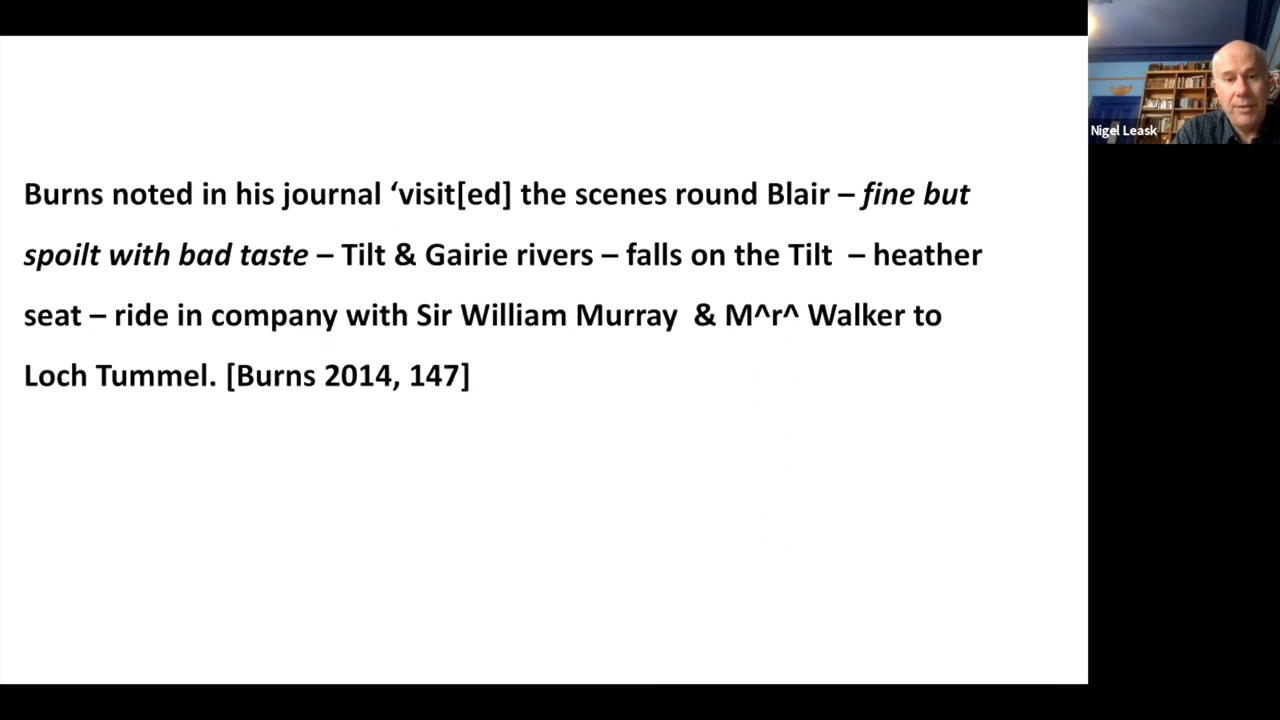 Burns noted in his journal ‘visit[ed] the scenes round Blair – fine but
spoilt with bad taste – Tilt & Gairie rivers – falls on the Tilt – heather
seat – ride in company with Sir William Murray & M^r^ Walker to
Loch Tummel. [Burns 2014, 147]
Nigel Leask